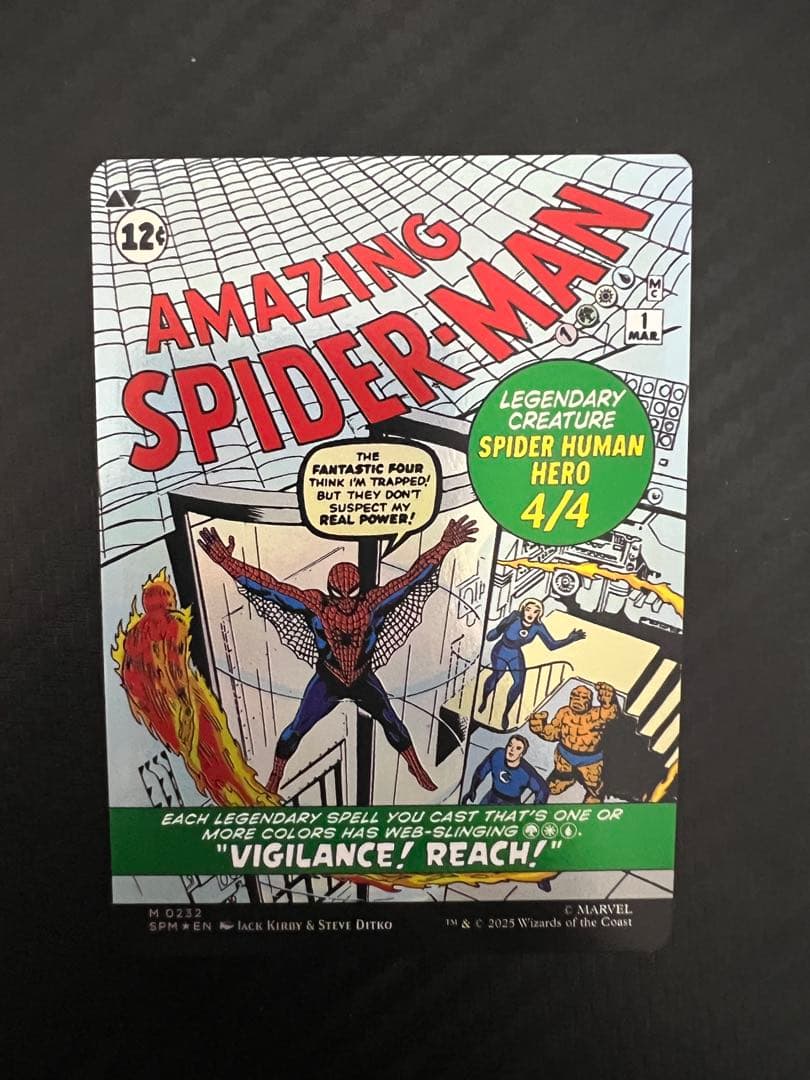 12¢
AMAZING
SPIDER-MAN
M
C
1
MAR.
LEGENDARY
CREATURE
SPIDER HUMAN
HERO
4/4
THE
FANTASTIC FOUR
THINK I'M TRAPPED!
BUT THEY DON'T
SUSPECT MY
REAL POWER!
EACH LEGENDARY SPELL YOU CAST THAT'S ONE OR
MORE COLORS HAS WEB-SLINGING.
"VIGILANCE! REACH!"
M 0232
SPM★EN JACK KIRBY & STEVE DITKO
© MARVEL
™ & © 2025 Wizards of the Coast